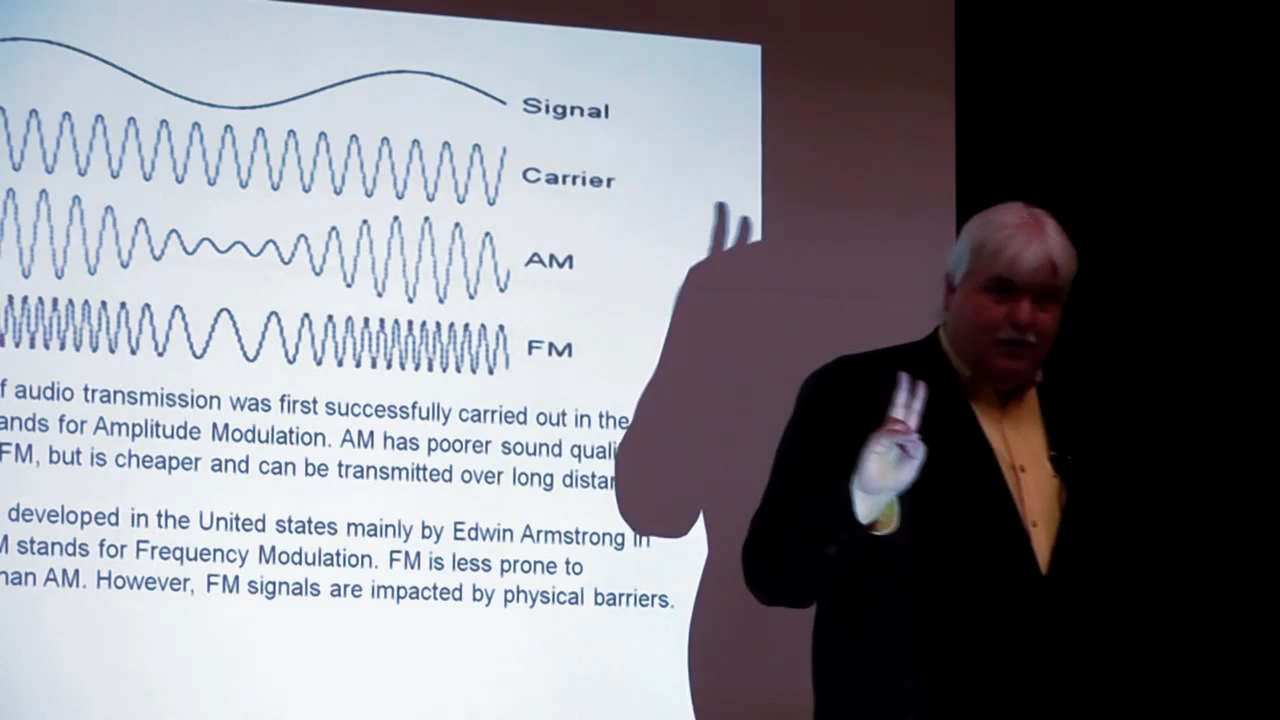 Signal
Carrier
AM
FM
f audio transmission was first successfully carried out in the
ands for Amplitude Modulation. AM has poorer sound quali
FM, but is cheaper and can be transmitted over long distan
developed in the United states mainly by Edwin Armstrong in
M stands for Frequency Modulation. FM is less prone to
han AM. However, FM signals are impacted by physical barriers.